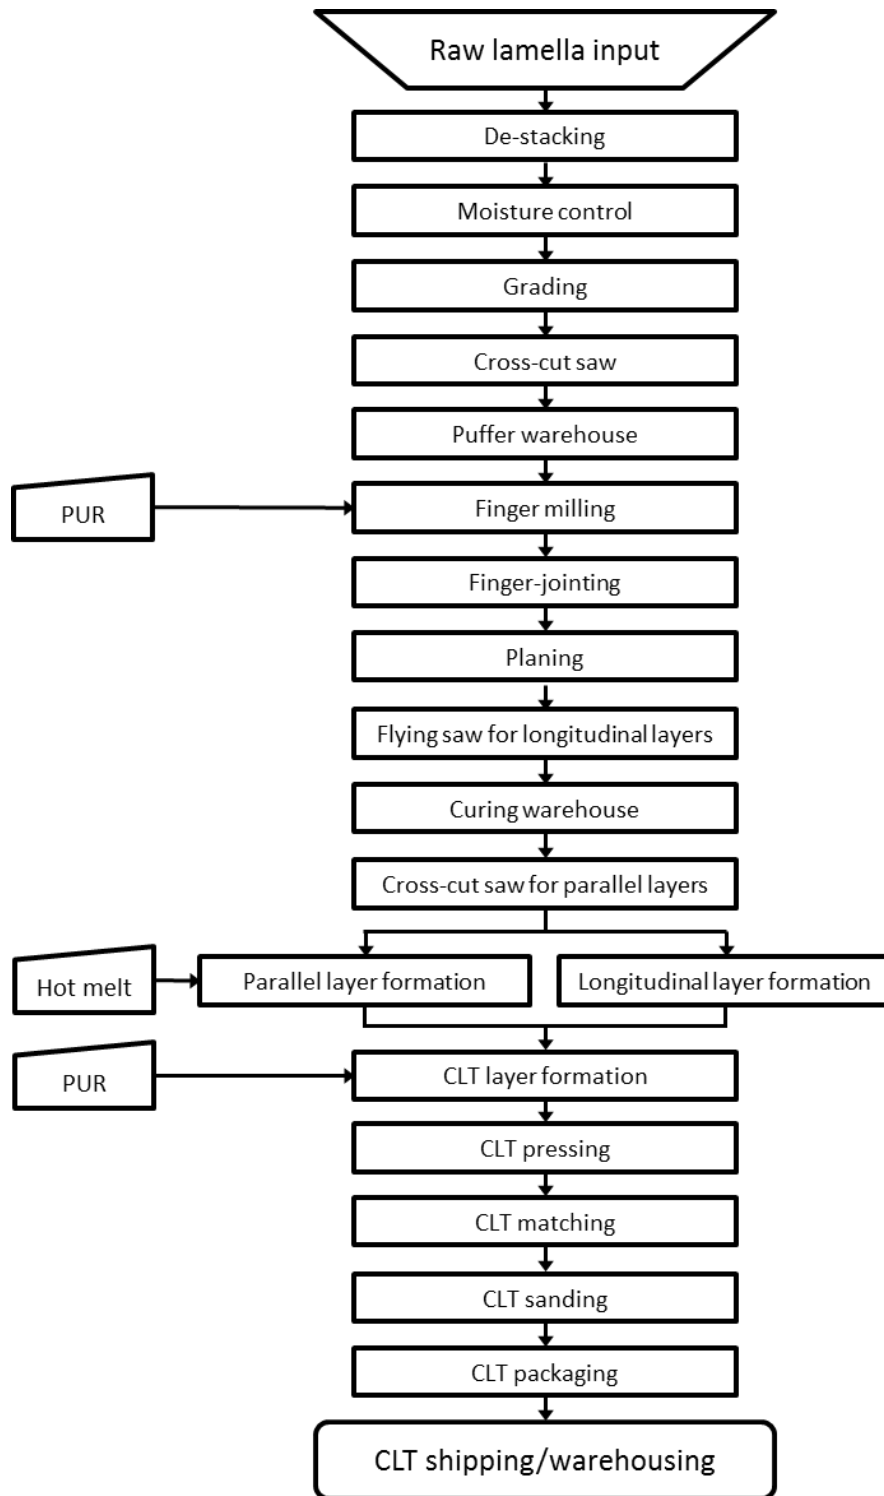 Raw lamella input
De-stacking
Moisture control
Grading
Cross-cut saw
Puffer warehouse
PUR
Finger milling
Finger-jointing
Planing
Flying saw for longitudinal layers
Curing warehouse
Cross-cut saw for parallel layers
Hot melt
Parallel layer formation
Longitudinal layer formation
PUR
CLT layer formation
CLT pressing
CLT matching
CLT sanding
CLT packaging
CLT shipping/warehousing